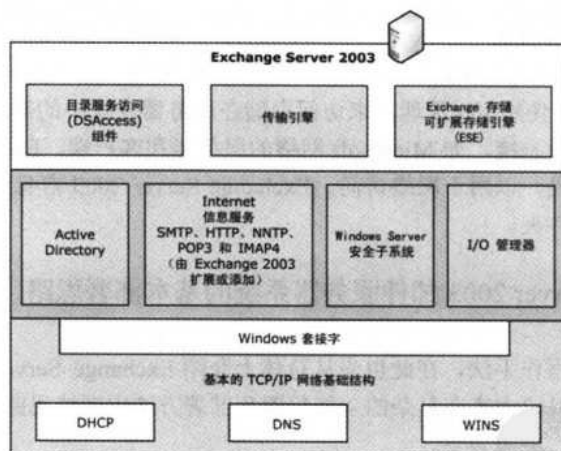 Exchange Server 2003
目录服务访问
(DSAccess)
组件
传输引擎
Exchange 存储
可扩展存储引擎
(ESE)
Active
Directory
Internet
信息服务
SMTP、HTTP、NNTP、
POP3 和 IMAP4
（由 Exchange 2003
扩展或添加）
Windows Server
安全子系统
I/O 管理器
Windows 套接字
基本的 TCP/IP 网络基础结构
DHCP
DNS
WINS